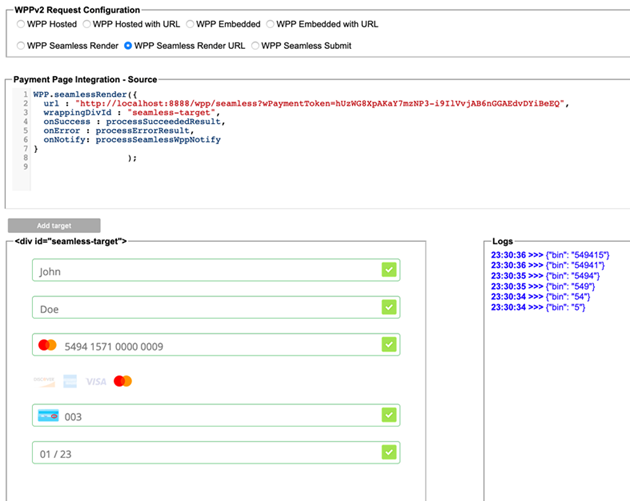 WPPv2 Request Configuration
WPP Hosted WPP Hosted with URL WPP Embedded WPP Embedded with URL
WPP Seamless Render WPP Seamless Render URL WPP Seamless Submit
Payment Page Integration - Source
1 WPP.seamlessRender({
2 url : "http://localhost:8888/wpp/seamless?wPaymentToken=hUzWG8XpAKaY7mzNP3-i9IlVvjAB6nGGAEdvDYiBeEQ",
3 wrappingDivId : "seamless-target",
4 onSuccess : processSucceededResult,
5 onError : processErrorResult,
6 onNotify: processSeamlessWppNotify
7 }
8 );
9
Add target
<div id="seamless-target">
John
Doe
5494 1571 0000 0009
DISCOVER VISA
003
01 / 23
Logs
23:30:36 >>> {"bin": "549415"}
23:30:36 >>> {"bin": "54941"}
23:30:35 >>> {"bin": "5494"}
23:30:35 >>> {"bin": "549"}
23:30:34 >>> {"bin": "54"}
23:30:34 >>> {"bin": "5"}